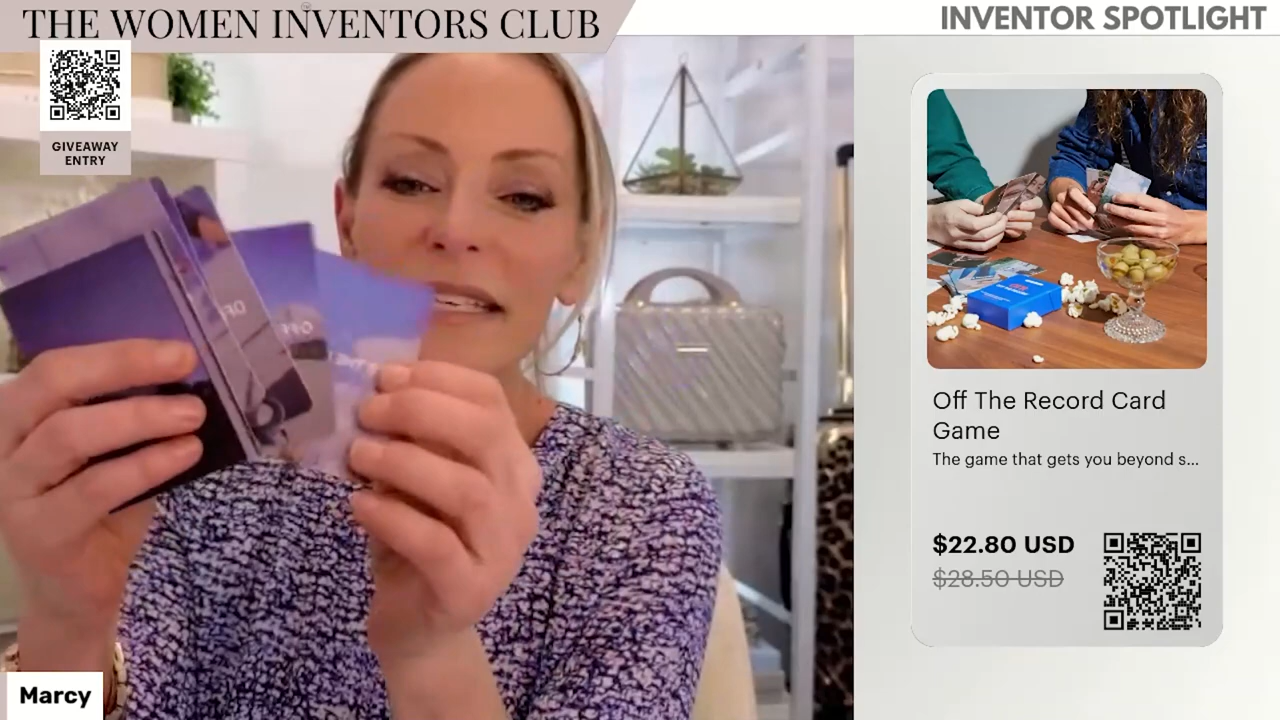 THE WOMEN INVENTORS CLUB
INVENTOR SPOTLIGHT
GIVEAWAY
ENTRY
Off The Record Card
Game
The game that gets you beyond s...
$22.80 USD
$28.50 USD
Marcy